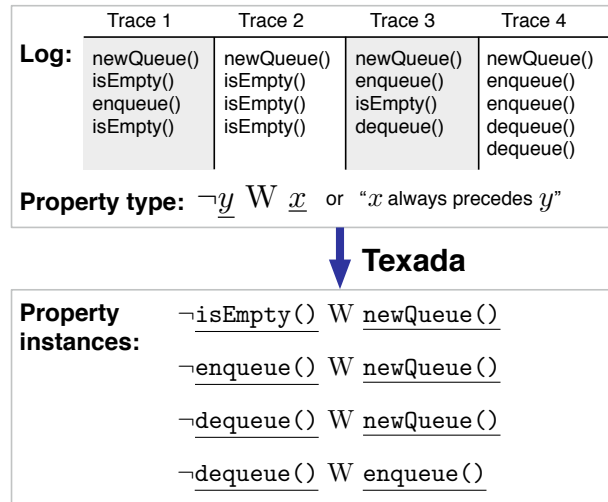 Trace 1 Trace 2 Trace 3 Trace 4
Log: newQueue() newQueue() newQueue() newQueue()
isEmpty() isEmpty() enqueue() enqueue()
enqueue() isEmpty() isEmpty() enqueue()
isEmpty() isEmpty() dequeue() dequeue()
dequeue()
Property type: ¬y W x or “x always precedes y”
Texada
Property instances:
¬isEmpty() W newQueue()
¬enqueue() W newQueue()
¬dequeue() W newQueue()
¬dequeue() W enqueue()